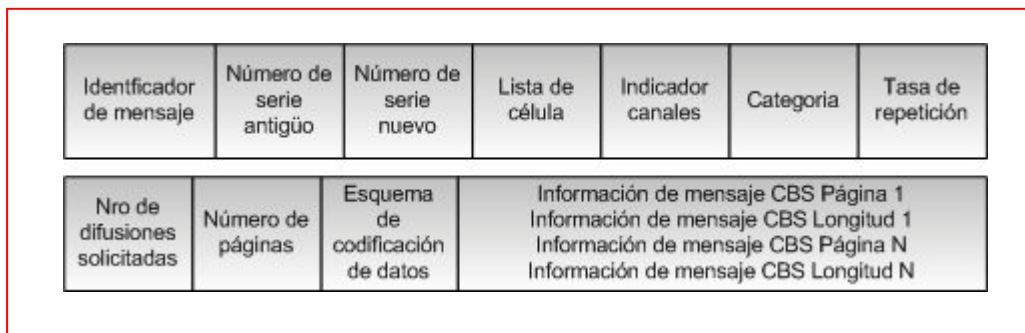 Identficador
de mensaje
Número de
serie
antigüo
Número de
serie
nuevo
Lista de
célula
Indicador
canales
Categoria
Tasa de
repetición
Nro de
difusiones
solicitadas
Número de
páginas
Esquema
de
codificación
de datos
Información de mensaje CBS Página 1
Información de mensaje CBS Longitud 1
Información de mensaje CBS Página N
Información de mensaje CBS Longitud N